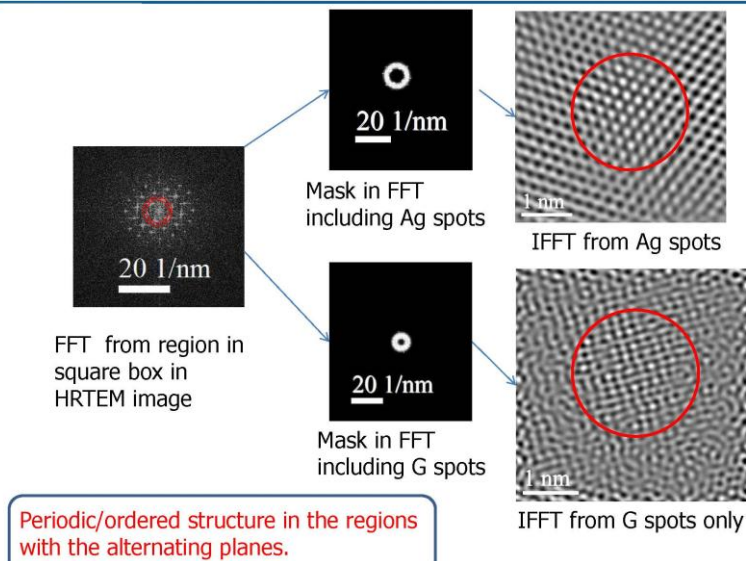 20 1/nm
FFT  from region in
square box in
HRTEM image
20 1/nm
Mask in FFT
including Ag spots
1 nm
IFFT from Ag spots
20 1/nm
Mask in FFT
including G spots
1 nm
IFFT from G spots only
Periodic/ordered structure in the regions
with the alternating planes.